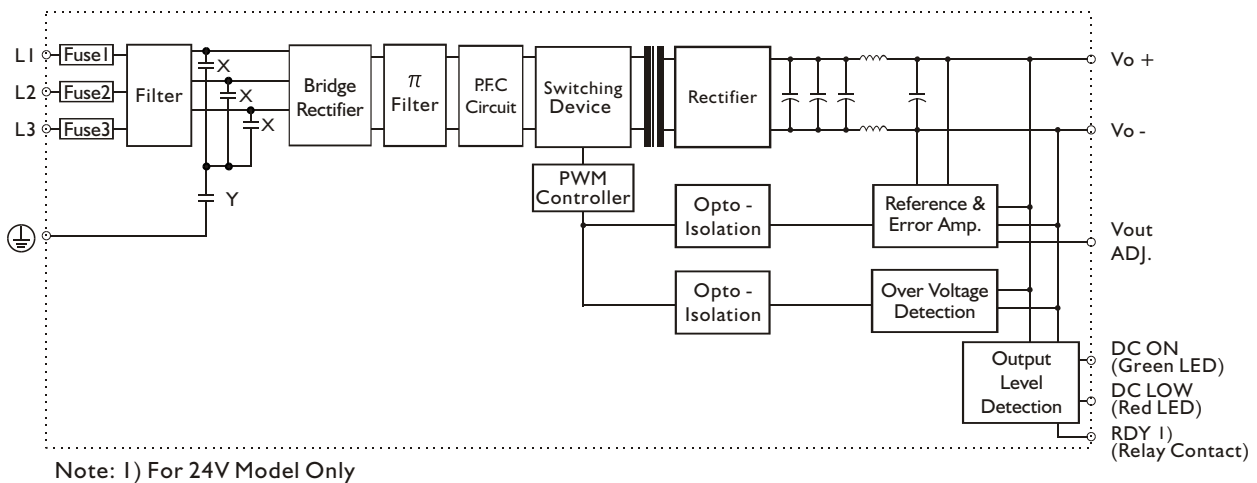 L1
Fuse1
L2
Fuse2
L3
Fuse3
Filter
X
X
X
Y
Bridge
Rectifier
π
Filter
P.F.C
Circuit
Switching
Device
Rectifier
Vo +
Vo -
PWM
Controller
Opto -
Isolation
Reference &
Error Amp.
Vout
ADJ.
Opto -
Isolation
Over Voltage
Detection
Output
Level
Detection
DC ON
(Green LED)
DC LOW
(Red LED)
RDY 1)
(Relay Contact)
Note: 1) For 24V Model Only